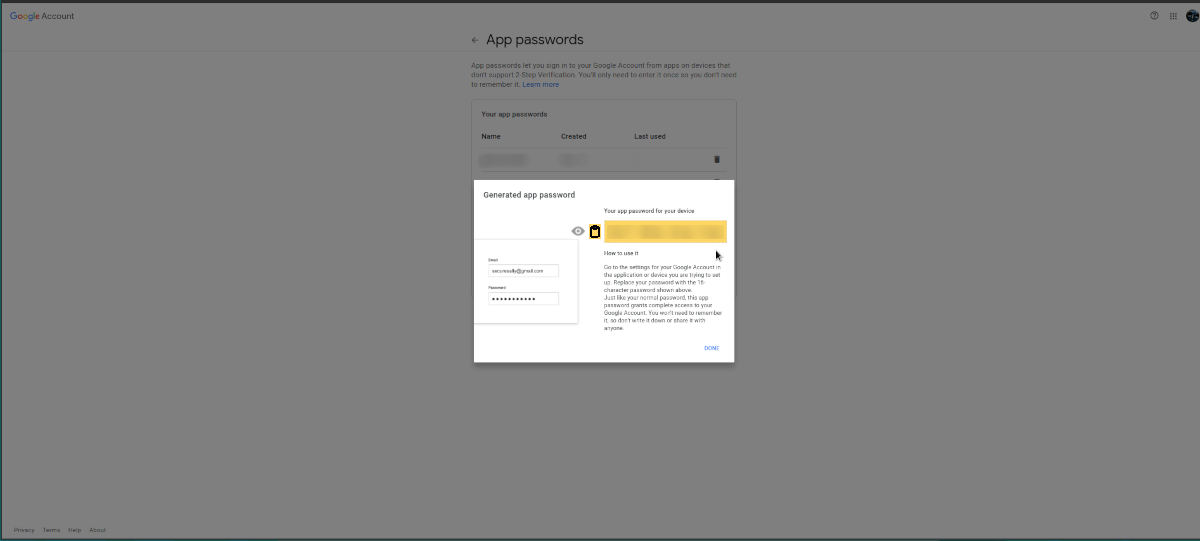 Google Account
App passwords
App passwords let you sign in to your Google Account from apps on devices that
don't support 2-Step Verification. You'll only need to enter it once so you don't need
to remember it. Learn more
Your app passwords
Name Created Last used
Generated app password
Your app password for your device
Email
securesally@gmail.com
Password
How to use it
Go to the settings for your Google Account in
the application or device you are trying to set
up. Replace your password with the 16-
character password shown above.
Just like your normal password, this app
password grants complete access to your
Google Account. You won't need to remember
it, so don't write it down or share it with
anyone.
DONE
Privacy Terms Help About